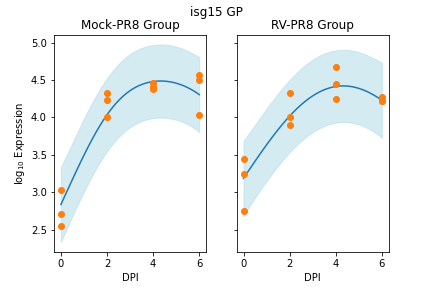 isg15 GP
Mock-PR8 Group
RV-PR8 Group
log₁₀ Expression
5.0
4.5
4.0
3.5
3.0
2.5
0 2 4 6
0 2 4 6
DPI
DPI